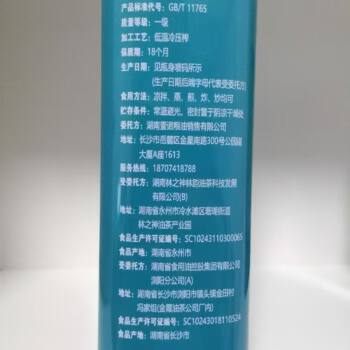 产品标准代号：GB/T 11765
质量等级：一级
加工工艺：低温冷压榨
保质期：18个月
生产日期：见瓶身喷码所示
（生产日期后端字母代表受委托方）
食用方法：凉拌、蒸、煎、炸、炒均可
贮存条件：常温避光，密封置于阴凉干燥处
委托方：湖南壹诺粮油销售有限公司
地址：长沙市岳麓区金星南路300号公园
大厦A座1613
服务热线：18707418788
受委托方：湖南林之神林韵油茶科技发展
有限公司(B)
地址：湖南省永州市冷水滩区珊瑚街道
林之神油茶产业园
食品生产许可证编号：SC10243110300065
食品产地：湖南省永州市
受委托方：湖南省食用油控股集团有限公司
浏阳分公司(A)
地址：湖南省长沙市浏阳市镇头镇金田村
冯家组(金霞油茶公司厂内)
食品生产许可证编号：SC10243018110524
食品产地：湖南省长沙市